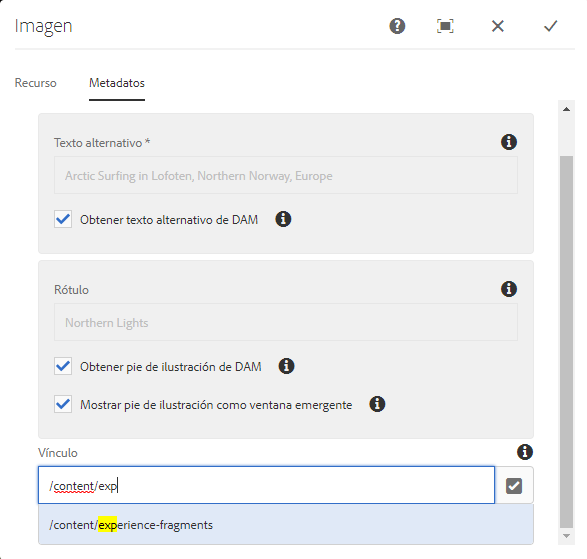 Imagen
Recurso
Metadatos
Texto alternativo *
Arctic Surfing in Lofoten, Northern Norway, Europe
Obtener texto alternativo de DAM
Rótulo
Northern Lights
Obtener pie de ilustración de DAM
Mostrar pie de ilustración como ventana emergente
Vínculo
/content/exp
/content/experience-fragments